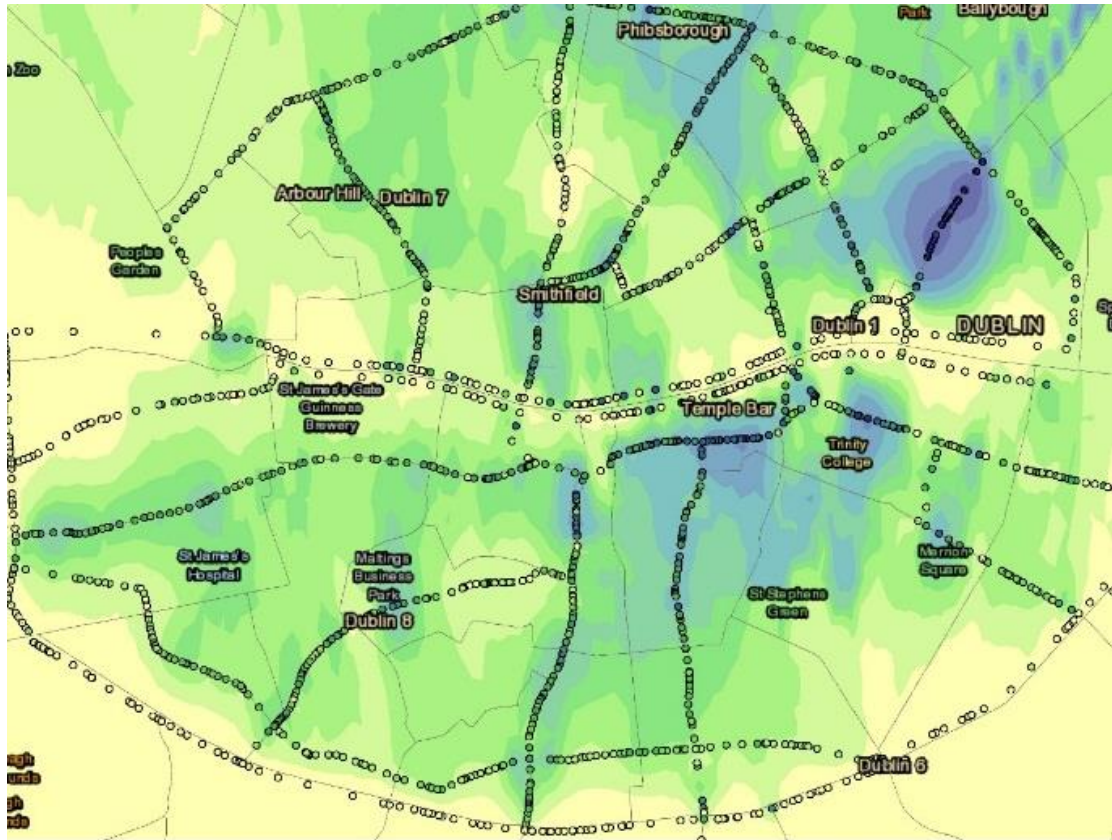 Park
Ballybough
Phibsborough
Zoo
Arbour Hill
Dublin 7
Peoples
Garden
Smithfield
Dublin 1
DUBLIN
St James's Gate
Guinness
Brewery
Temple Bar
Trinity
College
St James's
Hospital
Maltings
Business
Park
Merrion
Square
St Stephens
Green
Dublin 8
Dublin 6